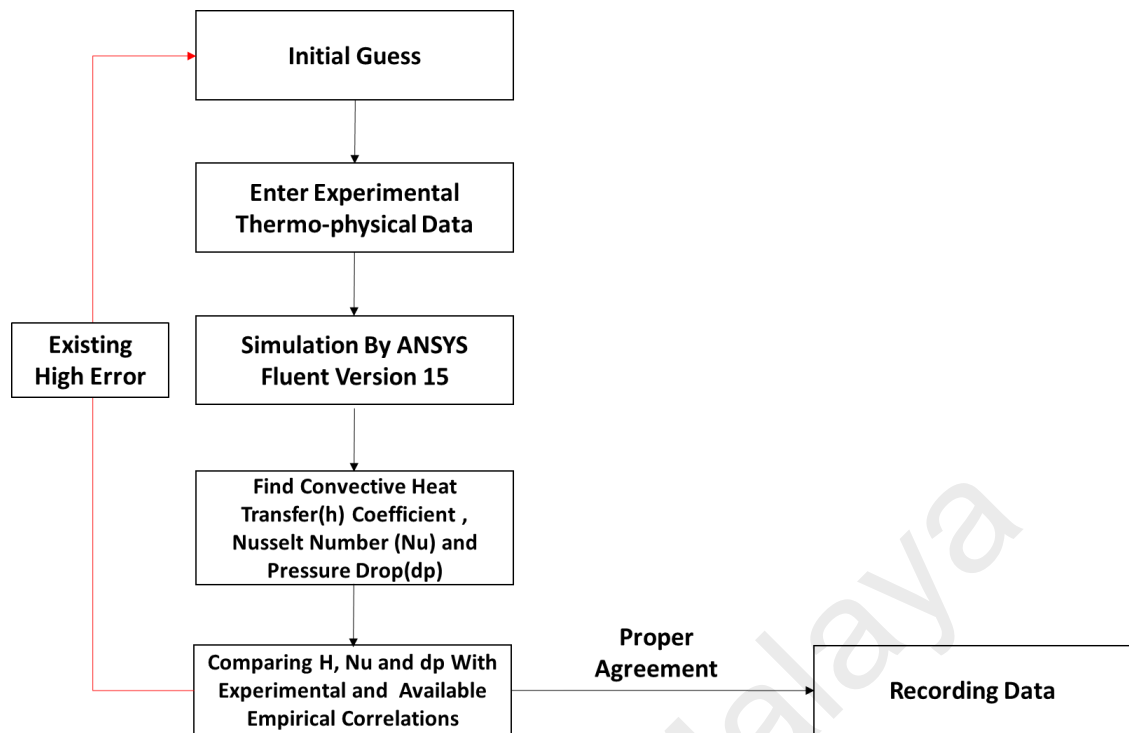 Initial Guess
Enter Experimental
Thermo-physical Data
Existing
High Error
Simulation By ANSYS
Fluent Version 15
Find Convective Heat
Transfer(h) Coefficient ,
Nusselt Number (Nu) and
Pressure Drop(dp)
Comparing H, Nu and dp With
Experimental and Available
Empirical Correlations
Proper
Agreement
Recording Data
alaya